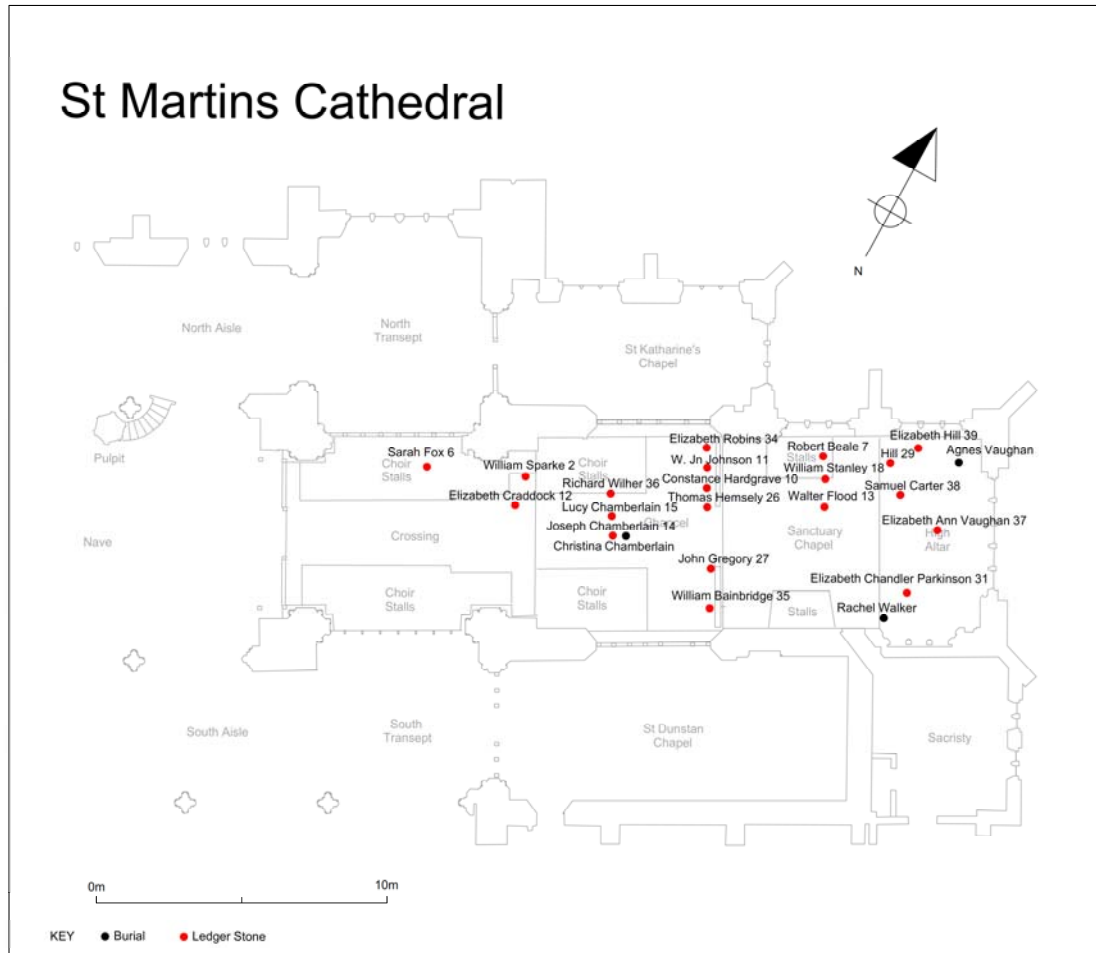 St Martins Cathedral
N
North Aisle
North
Transept
St Katharine's
Chapel
Pulpit
Sarah Fox 6
Choir
Stalls
William Sparke 2
Elizabeth Craddock 12
Choir
Stalls
Richard Wilher 36
Lucy Chamberlain 15
Joseph Chamberlain 14
Christina Chamberlain
Chancel
Elizabeth Robins 34
W. Jn Johnson 11
Constance Hardgrave 10
Thomas Hemsely 26
Robert Beale 7
Stalls
William Stanley 18
Walter Flood 13
Elizabeth Hill 39
Hill 29
Agnes Vaughan
Samuel Carter 38
Elizabeth Ann Vaughan 37
High
Altar
Nave
Crossing
Sanctuary
Chapel
John Gregory 27
William Bainbridge 35
Choir
Stalls
Choir
Stalls
Stalls
Elizabeth Chandler Parkinson 31
Rachel Walker
South Aisle
South
Transept
St Dunstan
Chapel
Sacristy
0m
10m
KEY
Burial
Ledger Stone